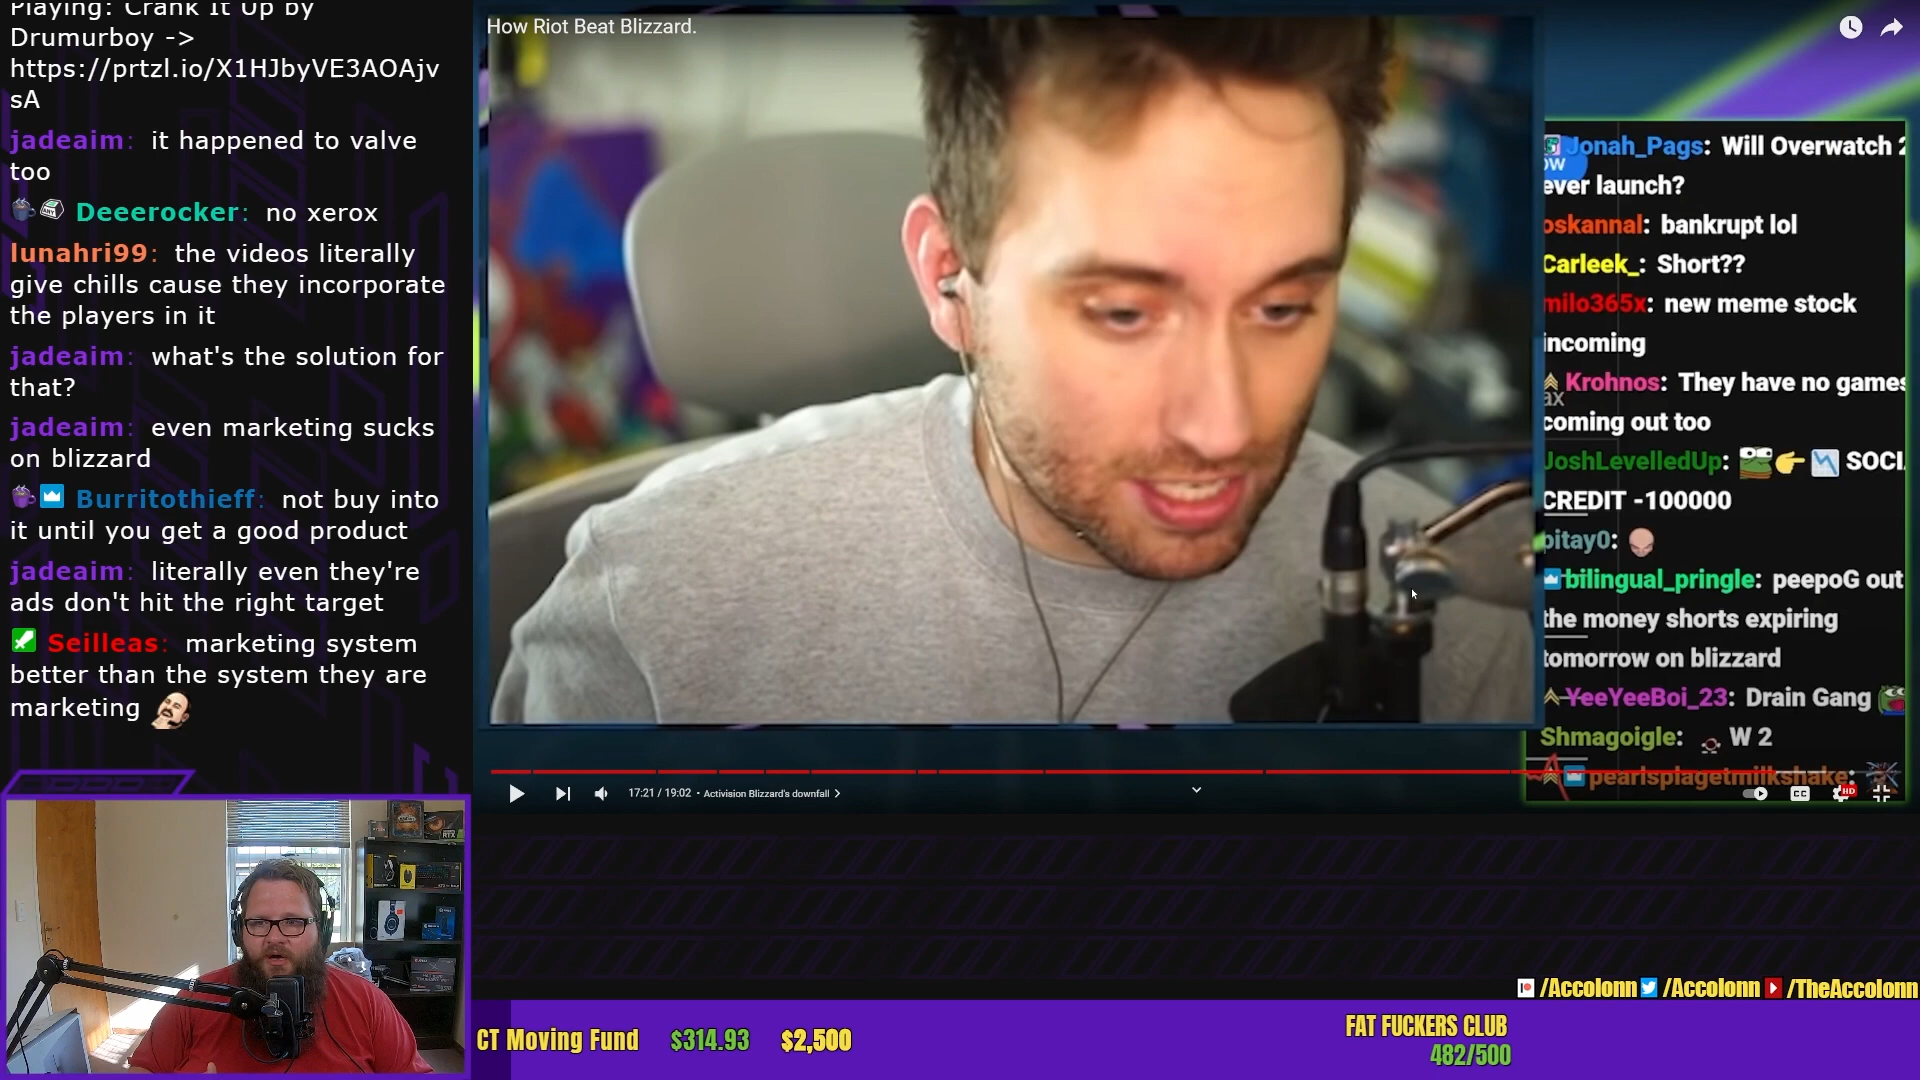 Playing: Crank It Up by
Drumurboy ->
https://prtzl.io/X1HJbyVE3AOAjv
sA
jadeaim: it happened to valve
too
Deeerocker: no xerox
lunahri99: the videos literally
give chills cause they incorporate
the players in it
jadeaim: what's the solution for
that?
jadeaim: even marketing sucks
on blizzard
Burritothieff: not buy into
it until you get a good product
jadeaim: literally even they're
ads don't hit the right target
Seilleas: marketing system
better than the system they are
marketing
How Riot Beat Blizzard.
Jonah_Pags: Will Overwatch 2
ever launch?
oskannal: bankrupt lol
Carleek_: Short??
milo365x: new meme stock
incoming
Krohnos: They have no games
coming out too
JoshLevelledUp: SOCI
CREDIT -100000
pitay0:
bilingual_pringle: peepoG out
the money shorts expiring
tomorrow on blizzard
YeeYeeBoi_23: Drain Gang
Shmagoigle: W 2
pearlsplagetmilkshake:
17:21 / 19:02 • Activision Blizzard's downfall
CC
HD
/Accolonn /Accolonn /TheAccolonn
CT Moving Fund $314.93 $2,500
FAT FUCKERS CLUB
482/500